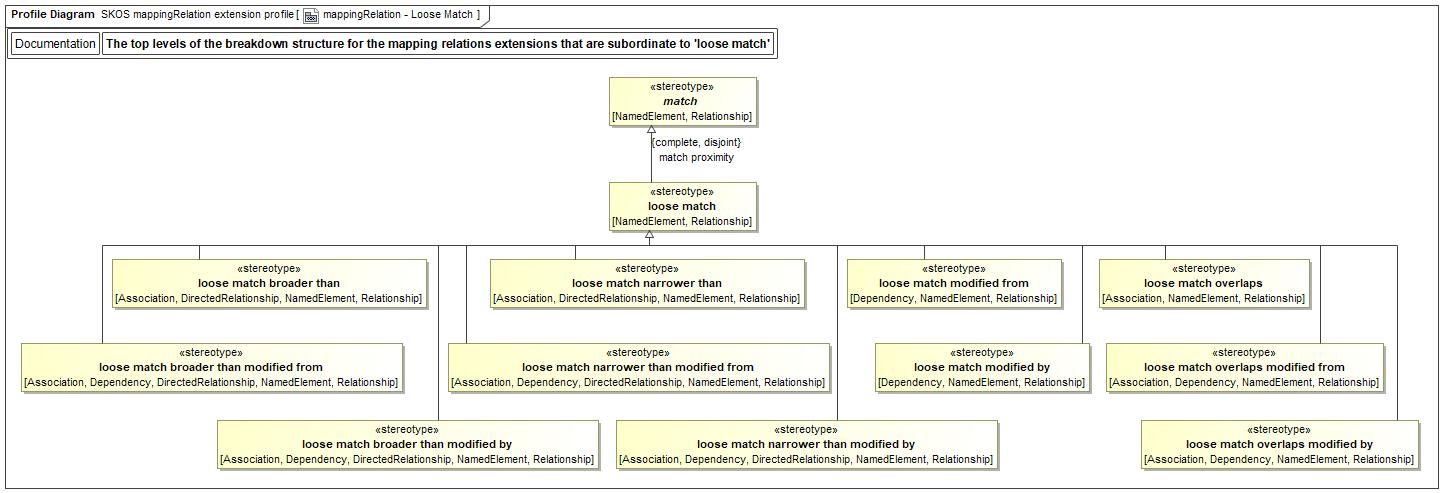 Profile Diagram SKOS mappingRelation extension profile [ mappingRelation - Loose Match ]
Documentation The top levels of the breakdown structure for the mapping relations extensions that are subordinate to 'loose match'
«stereotype»
match
[NamedElement, Relationship]
{complete, disjoint}
match proximity
«stereotype»
loose match
[NamedElement, Relationship]
«stereotype»
loose match broader than
[Association, DirectedRelationship, NamedElement, Relationship]
«stereotype»
loose match narrower than
[Association, DirectedRelationship, NamedElement, Relationship]
«stereotype»
loose match modified from
[Dependency, NamedElement, Relationship]
«stereotype»
loose match overlaps
[Association, NamedElement, Relationship]
«stereotype»
loose match broader than modified from
[Association, Dependency, DirectedRelationship, NamedElement, Relationship]
«stereotype»
loose match narrower than modified from
[Association, Dependency, DirectedRelationship, NamedElement, Relationship]
«stereotype»
loose match modified by
[Dependency, NamedElement, Relationship]
«stereotype»
loose match overlaps modified from
[Association, Dependency, NamedElement, Relationship]
«stereotype»
loose match broader than modified by
[Association, Dependency, DirectedRelationship, NamedElement, Relationship]
«stereotype»
loose match narrower than modified by
[Association, Dependency, DirectedRelationship, NamedElement, Relationship]
«stereotype»
loose match overlaps modified by
[Association, Dependency, NamedElement, Relationship]